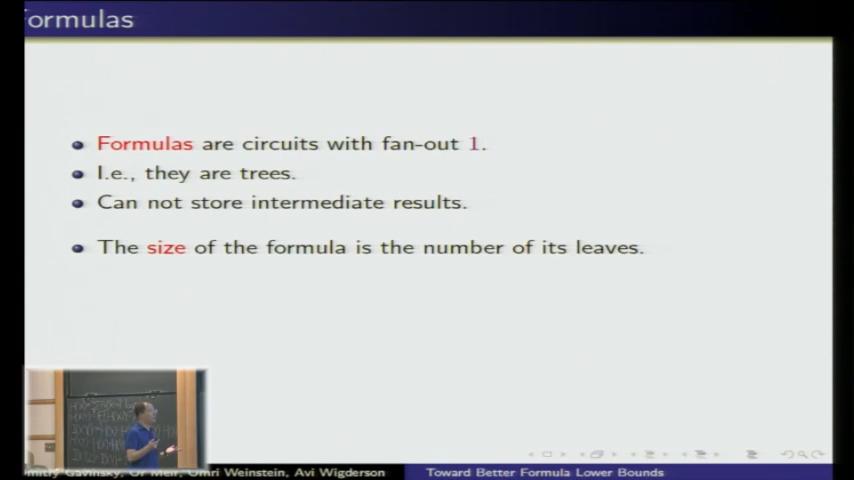 ormulas
Formulas are circuits with fan-out 1.
I.e., they are trees.
Can not store intermediate results.
The size of the formula is the number of its leaves.
mitry Gavinsky, Or Meir, Omri Weinstein, Avi Wigderson
Toward Better Formula Lower Bounds